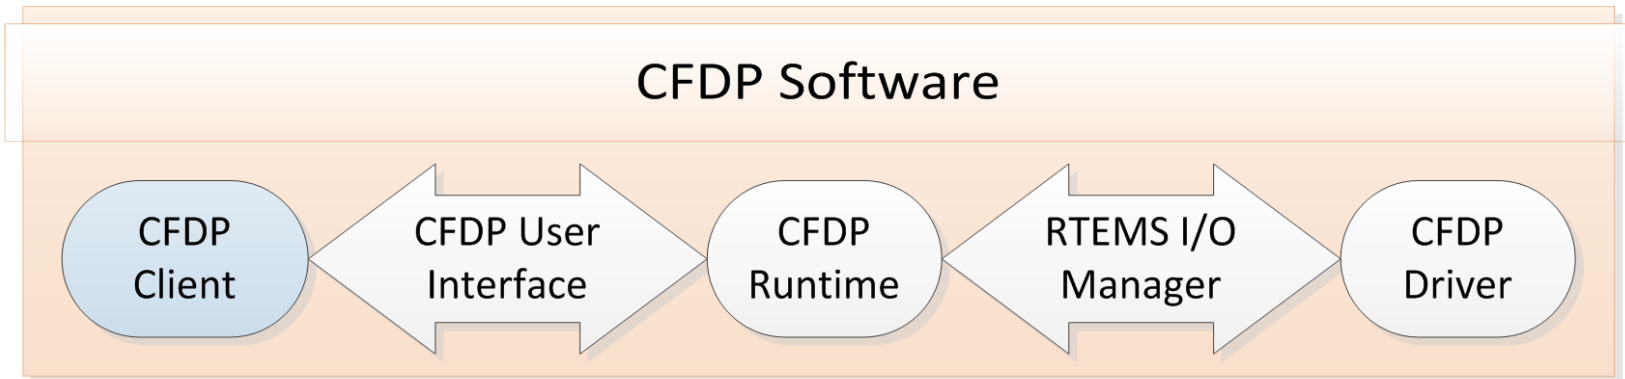 CFDP Software
CFDP
Client
CFDP User
Interface
CFDP
Runtime
RTEMS I/O
Manager
CFDP
Driver